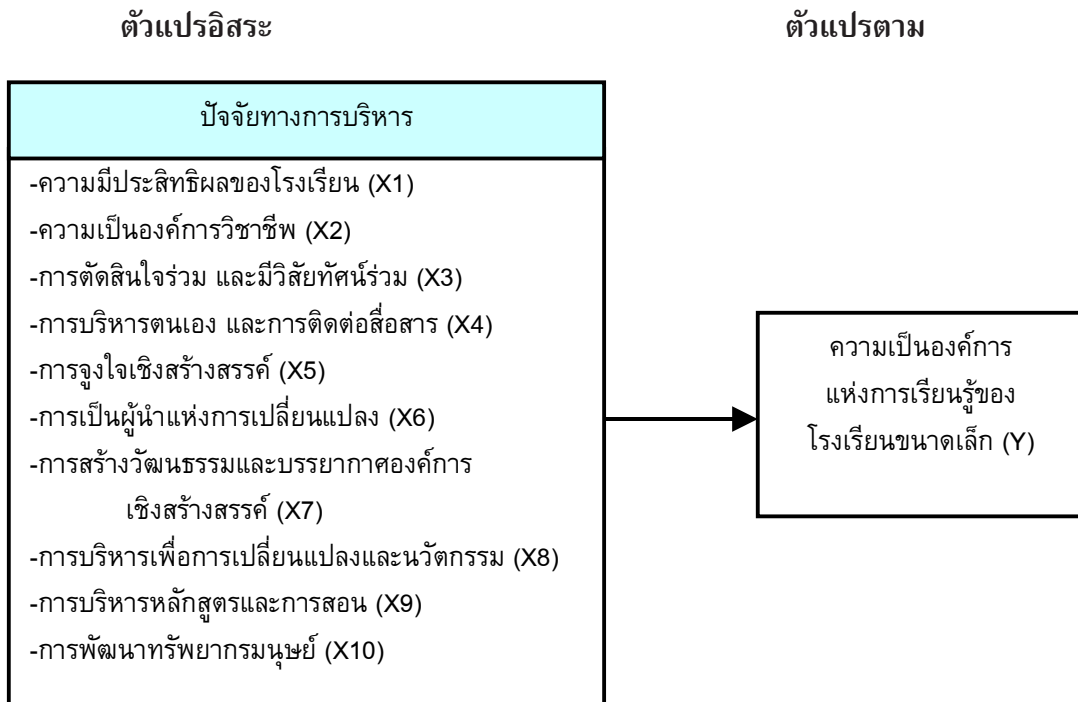 ตัวแปรอิสระ
ตัวแปรตาม
ปัจจัยทางการบริหาร
-ความมีประสิทธิผลของโรงเรียน (X1)
-ความเป็นองค์การวิชาชีพ (X2)
-การตัดสินใจร่วม และมีวิสัยทัศน์ร่วม (X3)
-การบริหารตนเอง และการติดต่อสื่อสาร (X4)
-การจูงใจเชิงสร้างสรรค์ (X5)
-การเป็นผู้นำแห่งการเปลี่ยนแปลง (X6)
-การสร้างวัฒนธรรมและบรรยากาศองค์การ
เชิงสร้างสรรค์ (X7)
-การบริหารเพื่อการเปลี่ยนแปลงและนวัตกรรม (X8)
-การบริหารหลักสูตรและการสอน (X9)
-การพัฒนาทรัพยากรมนุษย์ (X10)
ความเป็นองค์การ
แห่งการเรียนรู้ของ
โรงเรียนขนาดเล็ก (Y)